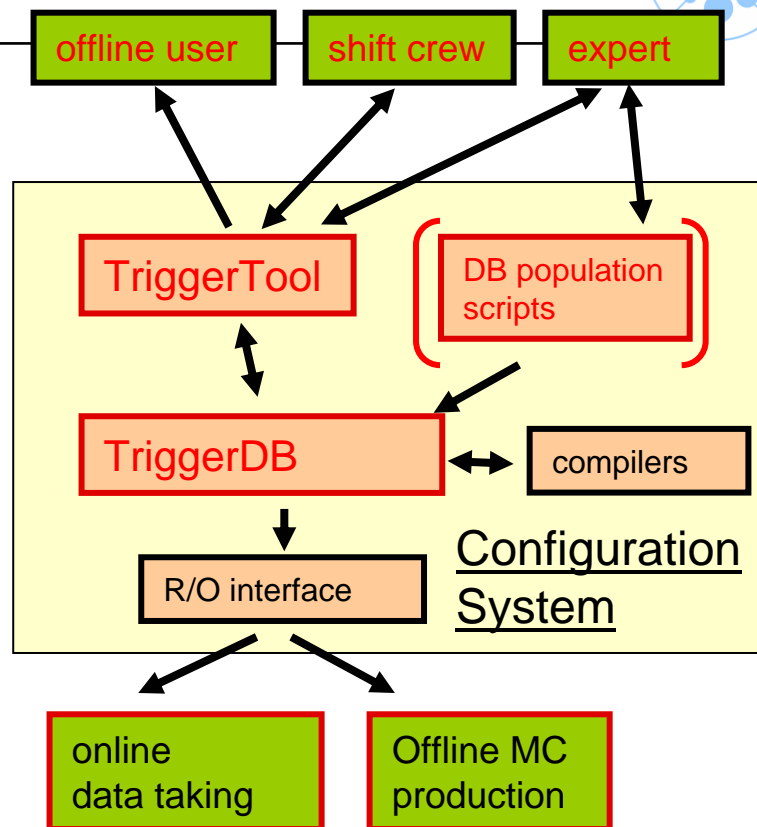 offline user
shift crew
expert
TriggerTool
DB population
scripts
TriggerDB
compilers
Configuration
System
R/O interface
online
data taking
Offline MC
production